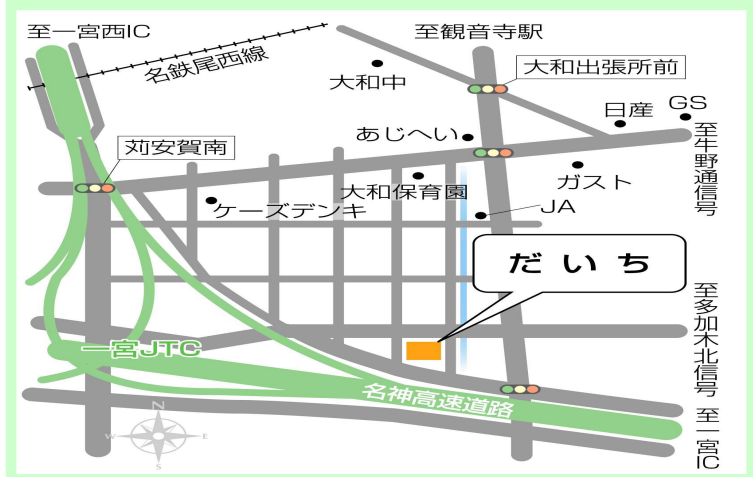 至一宮西IC
至観音寺駅
名鉄尾西線
大和出張所前
大和中
日産
GS
あじへい
至牛野通信号
苅安賀南
大和保育園
ガスト
ケーズデンキ
JA
だいち
至多加木北信号
一宮JTC
名神高速道路
至一宮IC
N
W
E
S